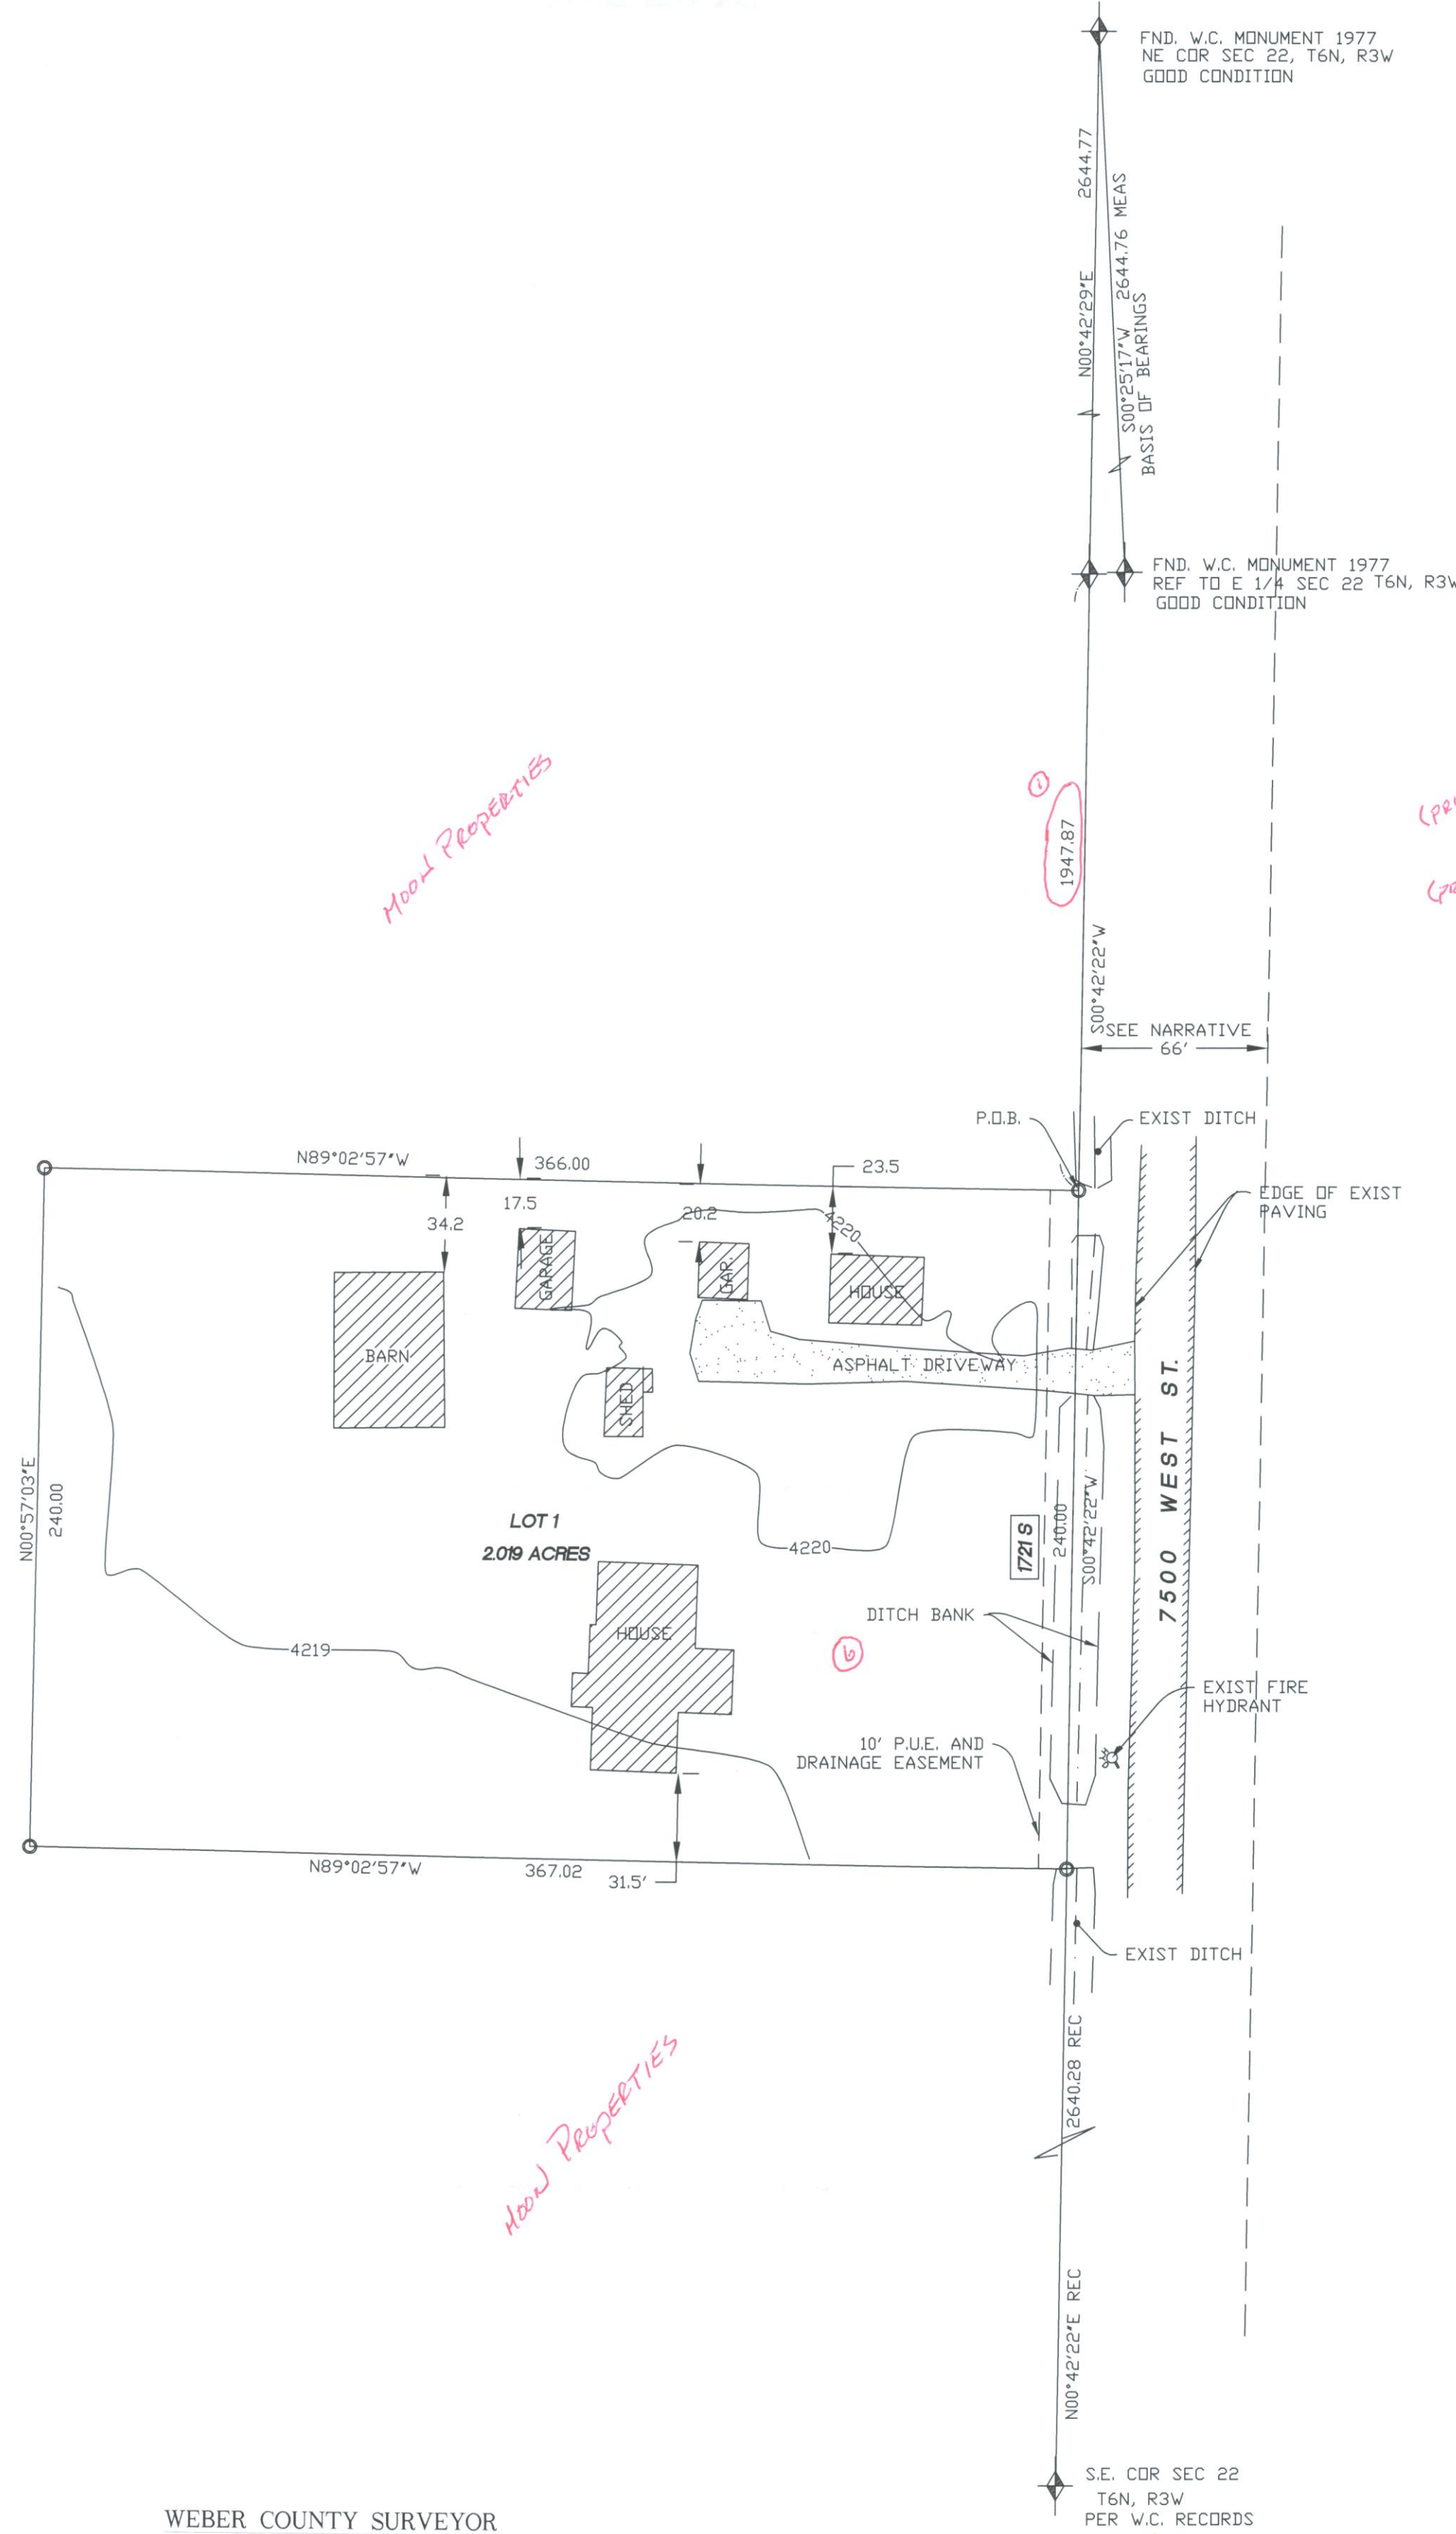 FND. W.C. MONUMENT 1977
NE COR SEC 22, T6N, R3W
GOOD CONDITION
2644.77
N00°42'29"E
S00°25'17"W 2644.76 MEAS
BASIS OF BEARINGS
FND. W.C. MONUMENT 1977
REF TO E 1/4 SEC 22 T6N, R3W
GOOD CONDITION
MOON PROPERTIES
1
1947.87
S00°42'22"W
SEE NARRATIVE
66'
P.O.B.
EXIST DITCH
N89°02'57"W
366.00
23.5
EDGE OF EXIST
PAVING
34.2
17.5
20.2
4220
GARAGE
GAR.
HOUSE
BARN
ASPHALT DRIVEWAY
SHED
7500 WEST ST.
N00°57'03"E
240.00
LOT 1
2.019 ACRES
4220
1721 S
240.00
S00°42'22"W
DITCH BANK
HOUSE
6
4219
EXIST FIRE
HYDRANT
10' P.U.E. AND
DRAINAGE EASEMENT
N89°02'57"W
367.02
31.5'
EXIST DITCH
2640.28 REC
MOON PROPERTIES
N00°42'22"E REC
S.E. COR SEC 22
T6N, R3W
PER W.C. RECORDS
WEBER COUNTY SURVEYOR